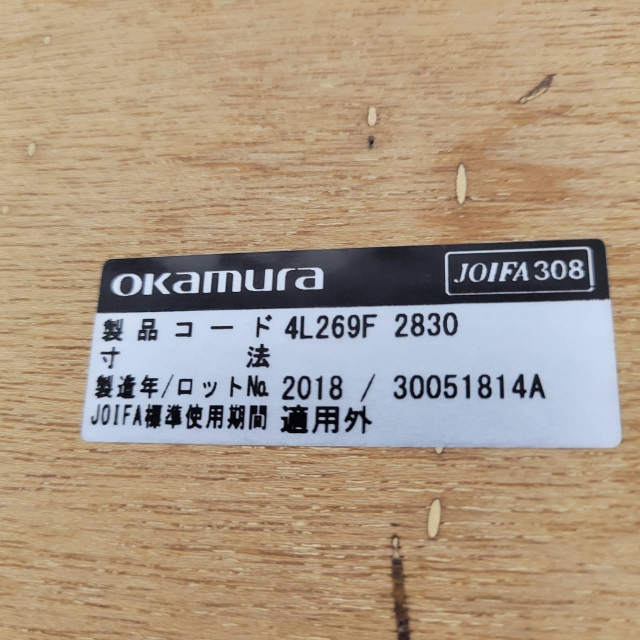 okamura
JOIFA308
製品コード 4L269F 2830
寸法
製造年/ロット№ 2018 / 30051814A
JOIFA標準使用期間 適用外